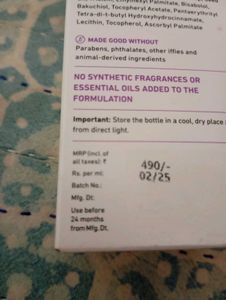 Ethylhexyl Palmitate, Bisabolol,
Bakuchiol, Tocopheryl Acetate, Pentaerythrityl
Tetra-di-t-butyl Hydroxyhydrocinnamate,
Lecithin, Tocopherol, Ascorbyl Palmitate
MADE GOOD WITHOUT
Parabens, phthalates, other iffies and
animal-derived ingredients
NO SYNTHETIC FRAGRANCES OR
ESSENTIAL OILS ADDED TO THE
FORMULATION
Important: Store the bottle in a cool, dry place
from direct light.
MRP (incl. of
all taxes): ₹ 490/-
Rs. per ml: 02/25
Batch No.:
Mfg. Dt:
Use before
24 months
from Mfg. Dt: